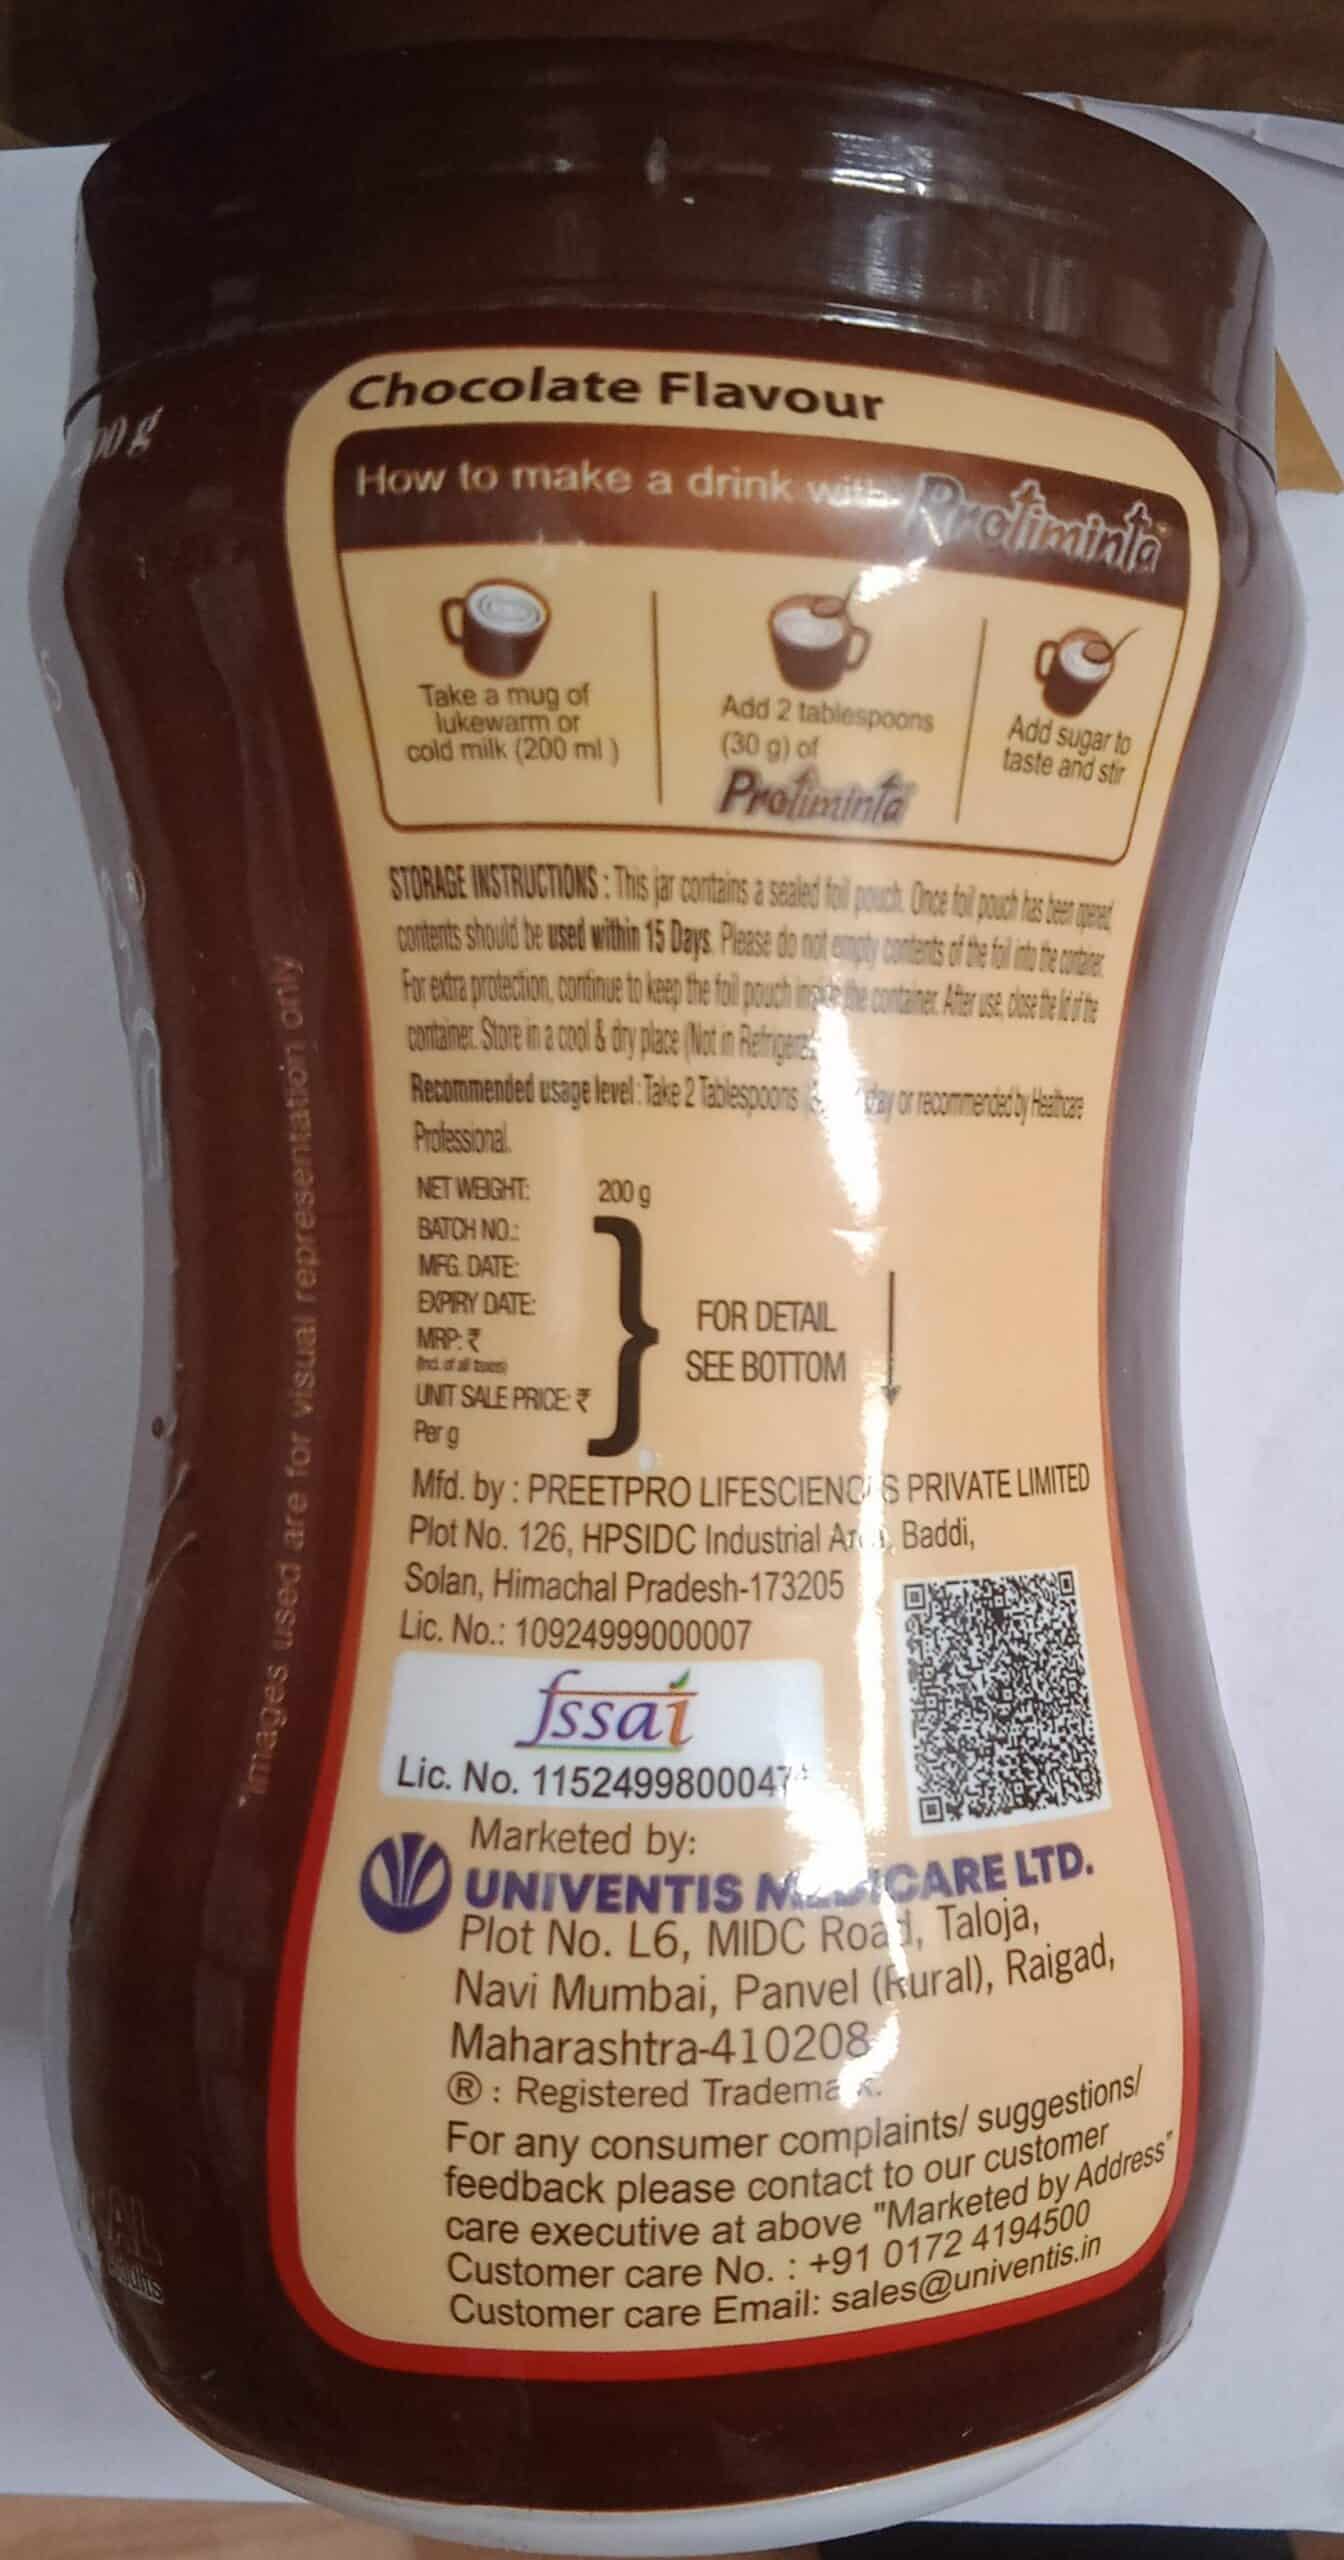 Chocolate Flavour
How to make a drink with Protiminta
Take a mug of
lukewarm or
cold milk (200 ml )
Add 2 tablespoons
(30 g) of
Protiminta
Add sugar to
taste and stir
STORAGE INSTRUCTIONS : This jar contains a sealed foil pouch. Once foil pouch has been opened,
contents should be used within 15 Days. Please do not empty contents of the foil into the container.
For extra protection, continue to keep the foil pouch inside the container. After use, close the lid of the
container. Store in a cool & dry place (Not in
Recommended usage level : Take 2 Tablespoons day or recommended by Healthcare
Professional.
NET WEIGHT: 200 g
BATCH NO.:
MFG. DATE:
EXPIRY DATE:
MRP: ₹
(Incl. of all taxes)
UNIT SALE PRICE: ₹
Per g
FOR DETAIL
SEE BOTTOM
Mfd. by : PREETPRO LIFESCIENCES PRIVATE LIMITED
Plot No. 126, HPSIDC Industrial Area, Baddi,
Solan, Himachal Pradesh-173205
Lic. No.: 10924999000007
fssai
Lic. No.
Marketed by:
UNIVENTIS MEDICARE LTD.
Plot No. L6, MIDC Road, Taloja,
Navi Mumbai, Panvel (Rural), Raigad,
Maharashtra-410208
® : Registered Trademark.
For any consumer complaints/ suggestions/
feedback please contact to our customer
care executive at above "Marketed by Address"
Customer care No. : +91 0172 4194500
Customer care Email: sales@univentis.in
*Images used are for visual representation only